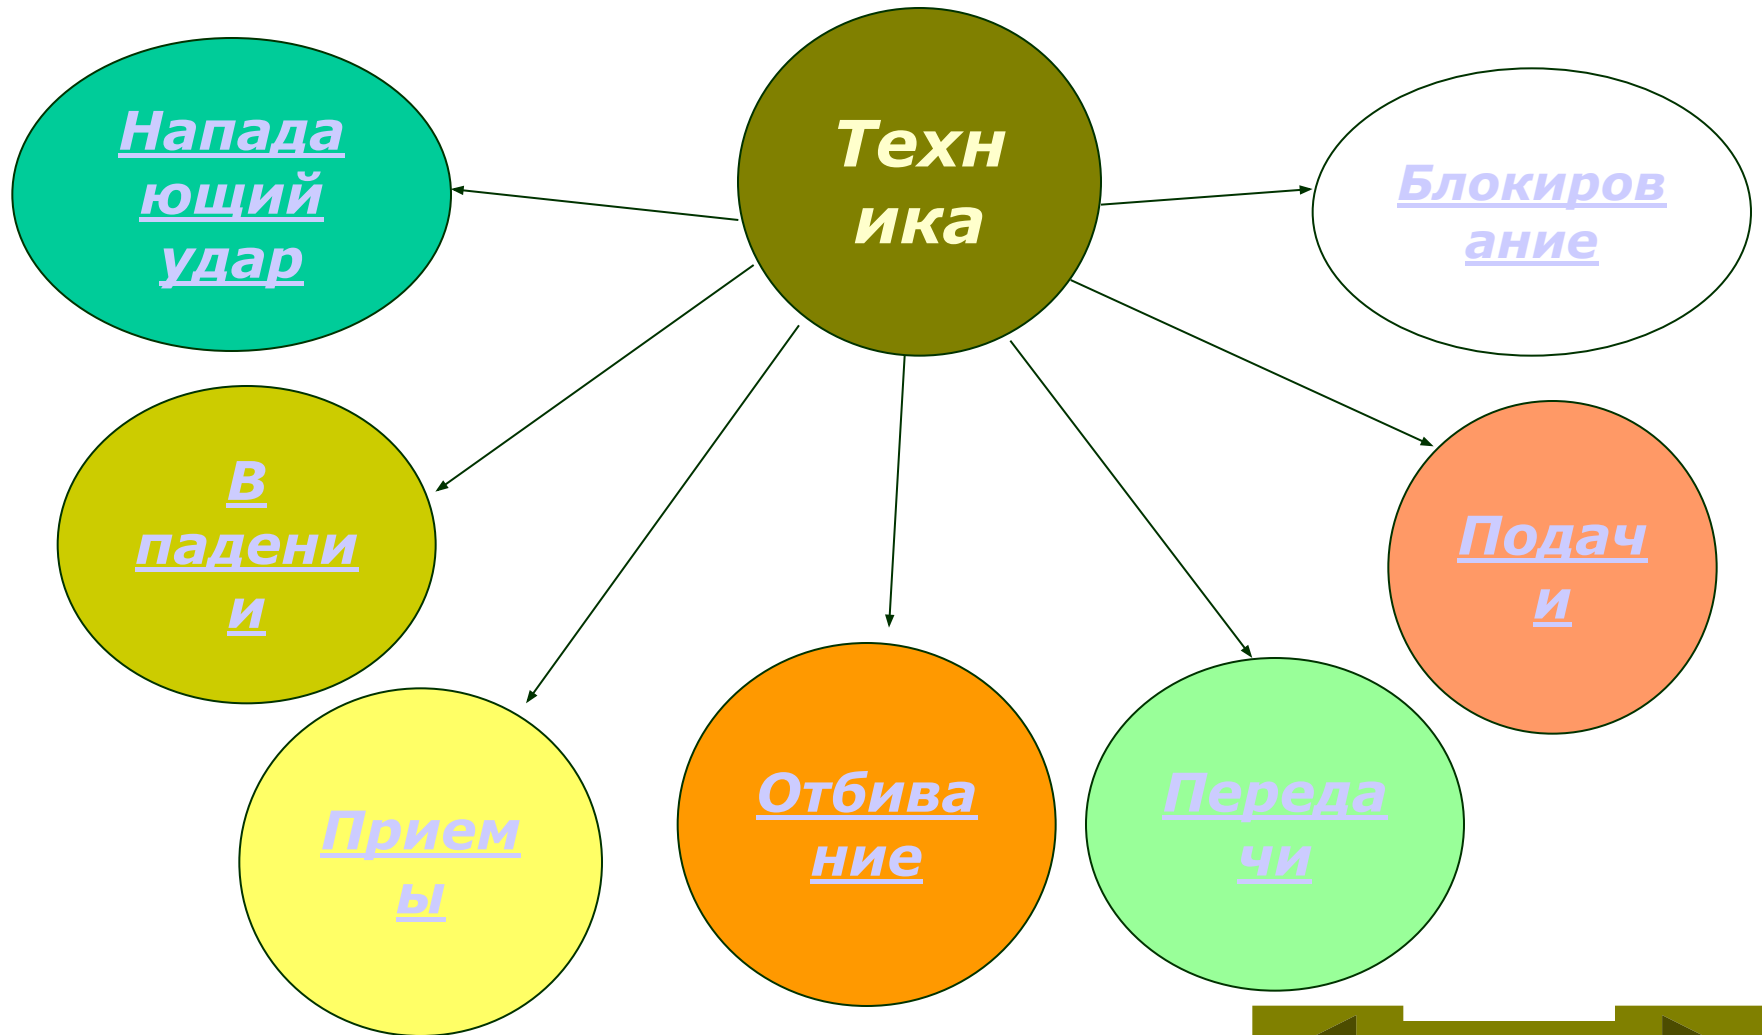 Техн
ика
Напада
ющий
удар
Блокиров
ание
В
падени
и
Подач
и
Прием
ы
Отбива
ние
Переда
чи